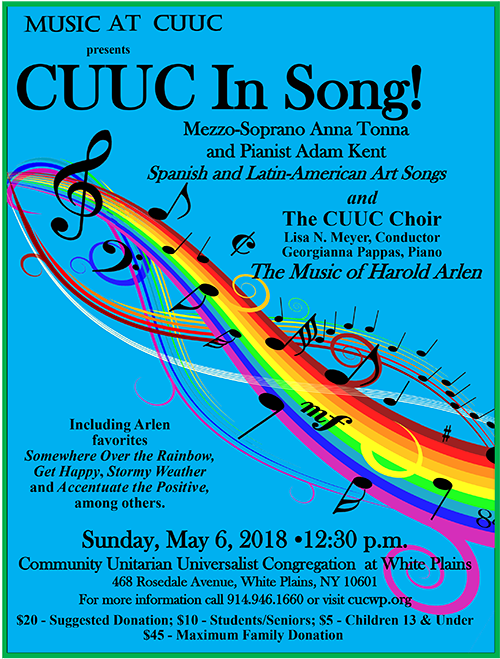 MUSIC AT CUUC
presents
CUUC In Song!
Mezzo-Soprano Anna Tonna
and Pianist Adam Kent
Spanish and Latin-American Art Songs
and
The CUUC Choir
Lisa N. Meyer, Conductor
Georgianna Pappas, Piano
The Music of Harold Arlen
mf
Including Arlen
favorites
Somewhere Over the Rainbow,
Get Happy, Stormy Weather
and Accentuate the Positive,
among others.
Sunday, May 6, 2018 •12:30 p.m.
Community Unitarian Universalist Congregation at White Plains
468 Rosedale Avenue, White Plains, NY 10601
For more information call 914.946.1660 or visit cucwp.org
$20 - Suggested Donation; $10 - Students/Seniors; $5 - Children 13 & Under
$45 - Maximum Family Donation